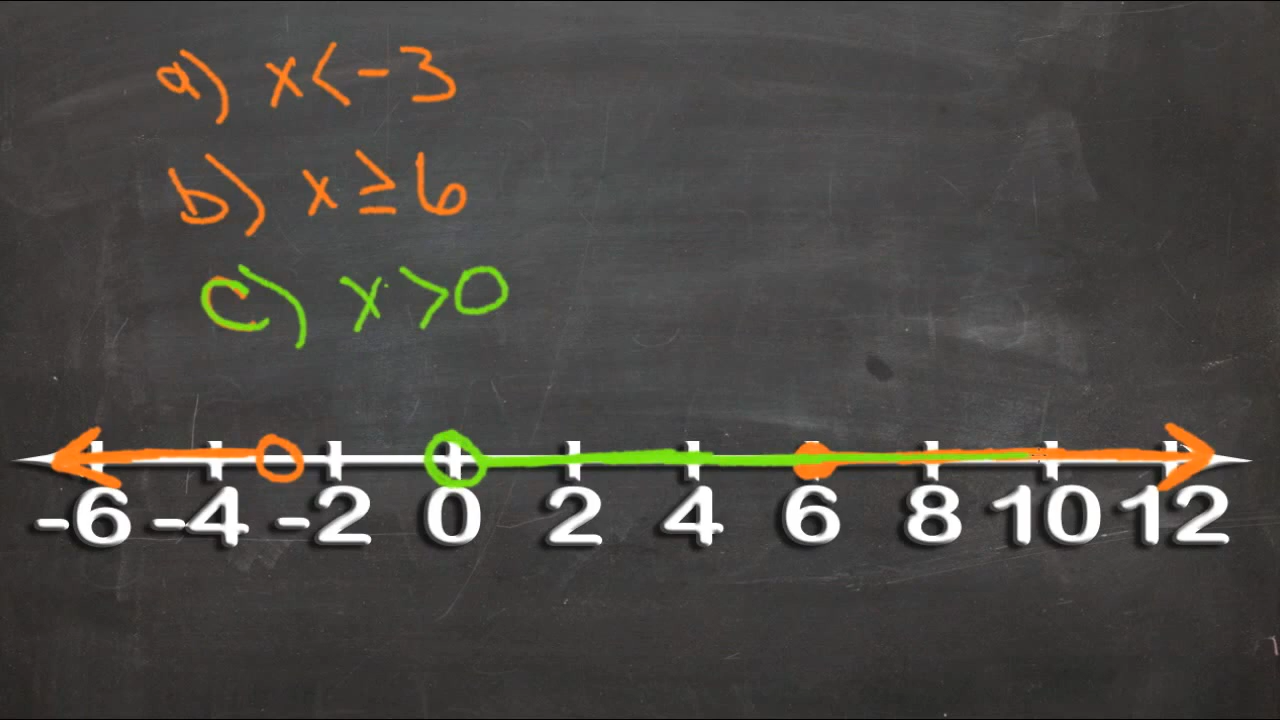 a) x < -3
b) x ≥ 6
c) x > 0
-6 -4 -2 0 2 4 6 8 10 12